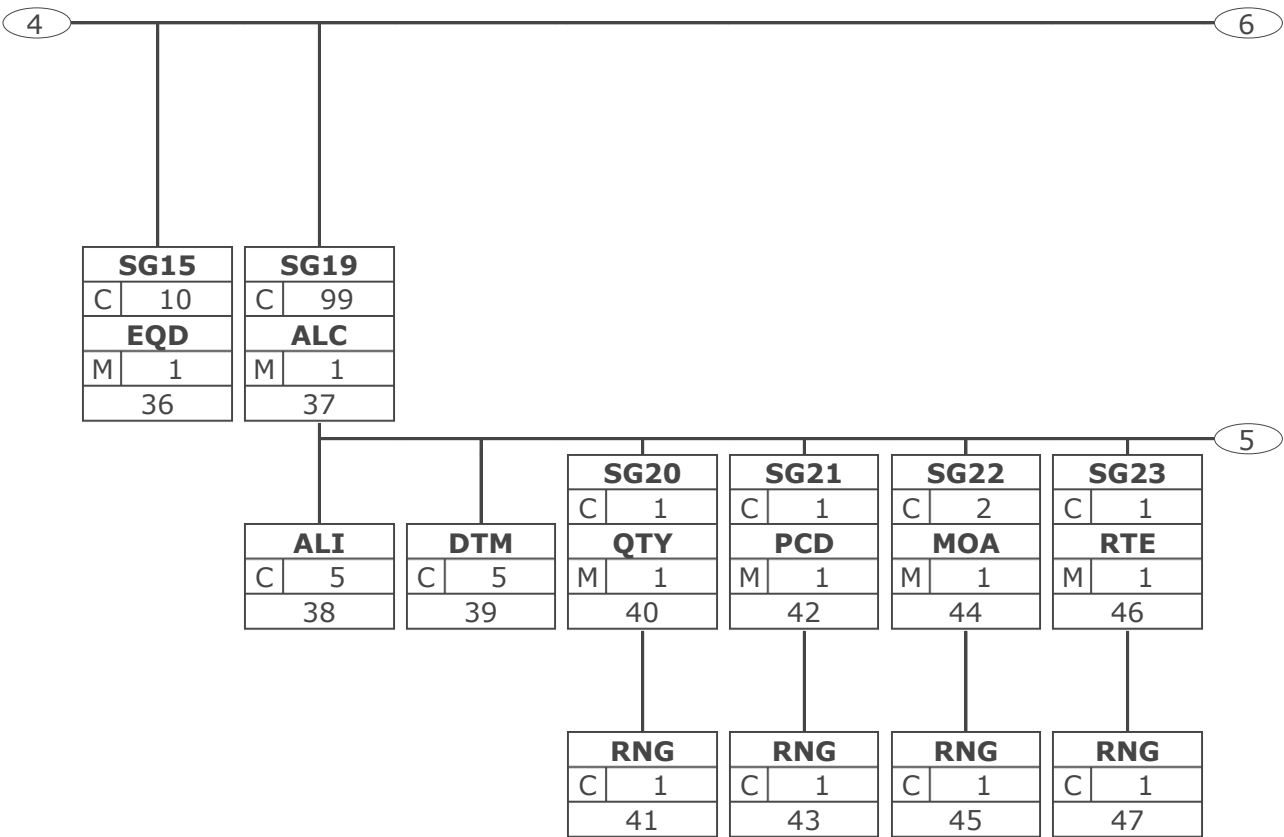 4 6
SG15 SG19
C 10 C 99
EQD ALC
M 1 M 1
36 37
5
SG20 SG21 SG22 SG23
C 1 C 1 C 2 C 1
ALI DTM QTY PCD MOA RTE
C 5 C 5 M 1 M 1 M 1 M 1
38 39 40 42 44 46
RNG RNG RNG RNG
C 1 C 1 C 1 C 1
41 43 45 47